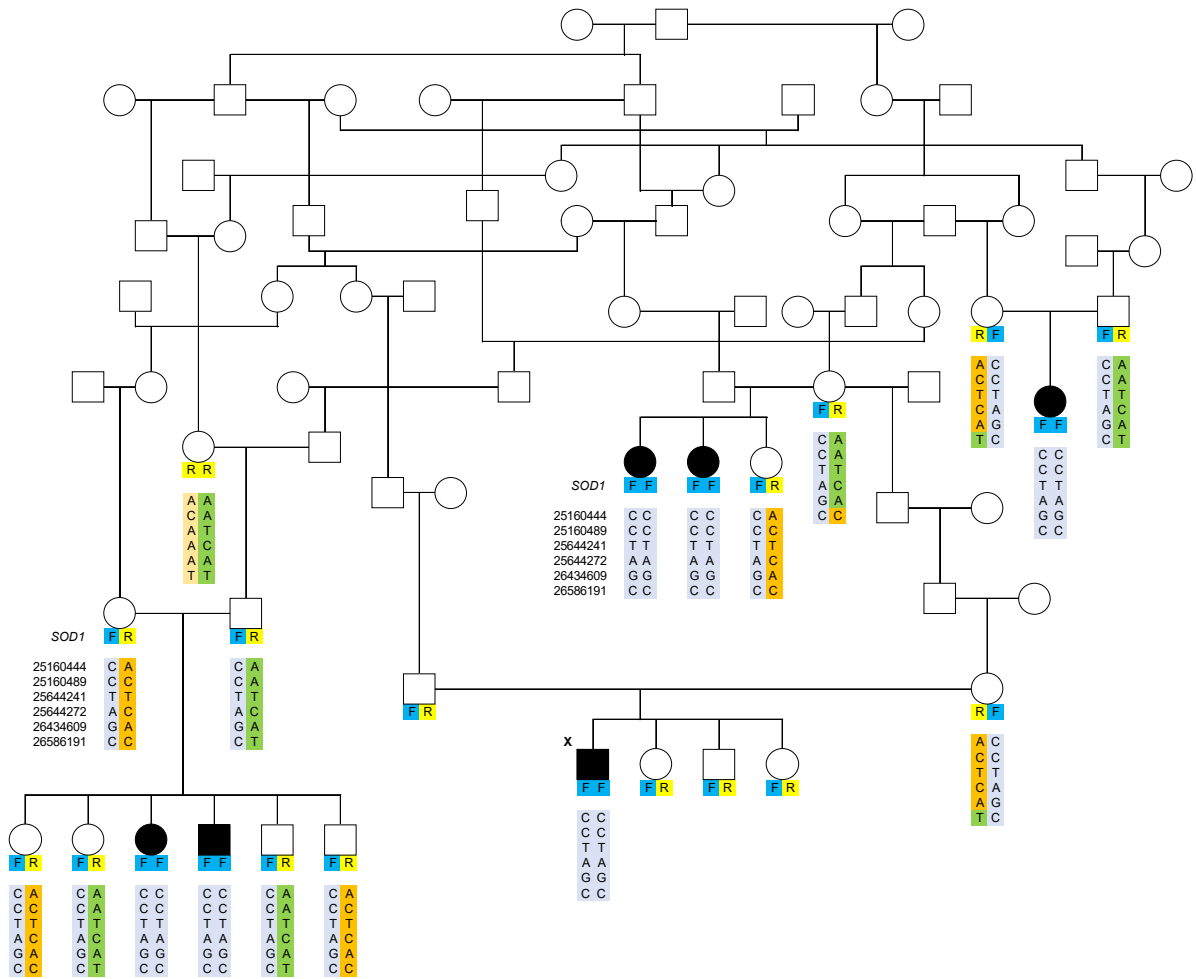 R F F R
A C C A
C C C A
T T T T
C A A C
A G G A
T C C T
F F
C C
C C
T T
A A
G G
C C
F R
C A
C A
T T
A C
G A
C C
R R
A A
C A
A T
A C
A A
T T
SOD1 F F F F F R
25160444 C C C C C A
25160489 C C C C C C
25644241 T T T T T T
25644272 A A A A A C
26434609 G G G G G A
26586191 C C C C C C
SOD1 F R F R
25160444 C A C A
25160489 C C C A
25644241 T T T T
25644272 A C A C
26434609 G A G A
26586191 C C C T
F R R F
A C
C C
T T
C A
A G
T C
X
F F F R F R F R
C C
C C
T T
A A
G G
C C
F R F R F F F F F R F R
C A C A C C C C C A C A
C C C A C C C C C A C C
T T T T T T T T T T T T
A C A C A A A A A C A C
G A G A G G G G G A G A
C C C T C C C C C T C C